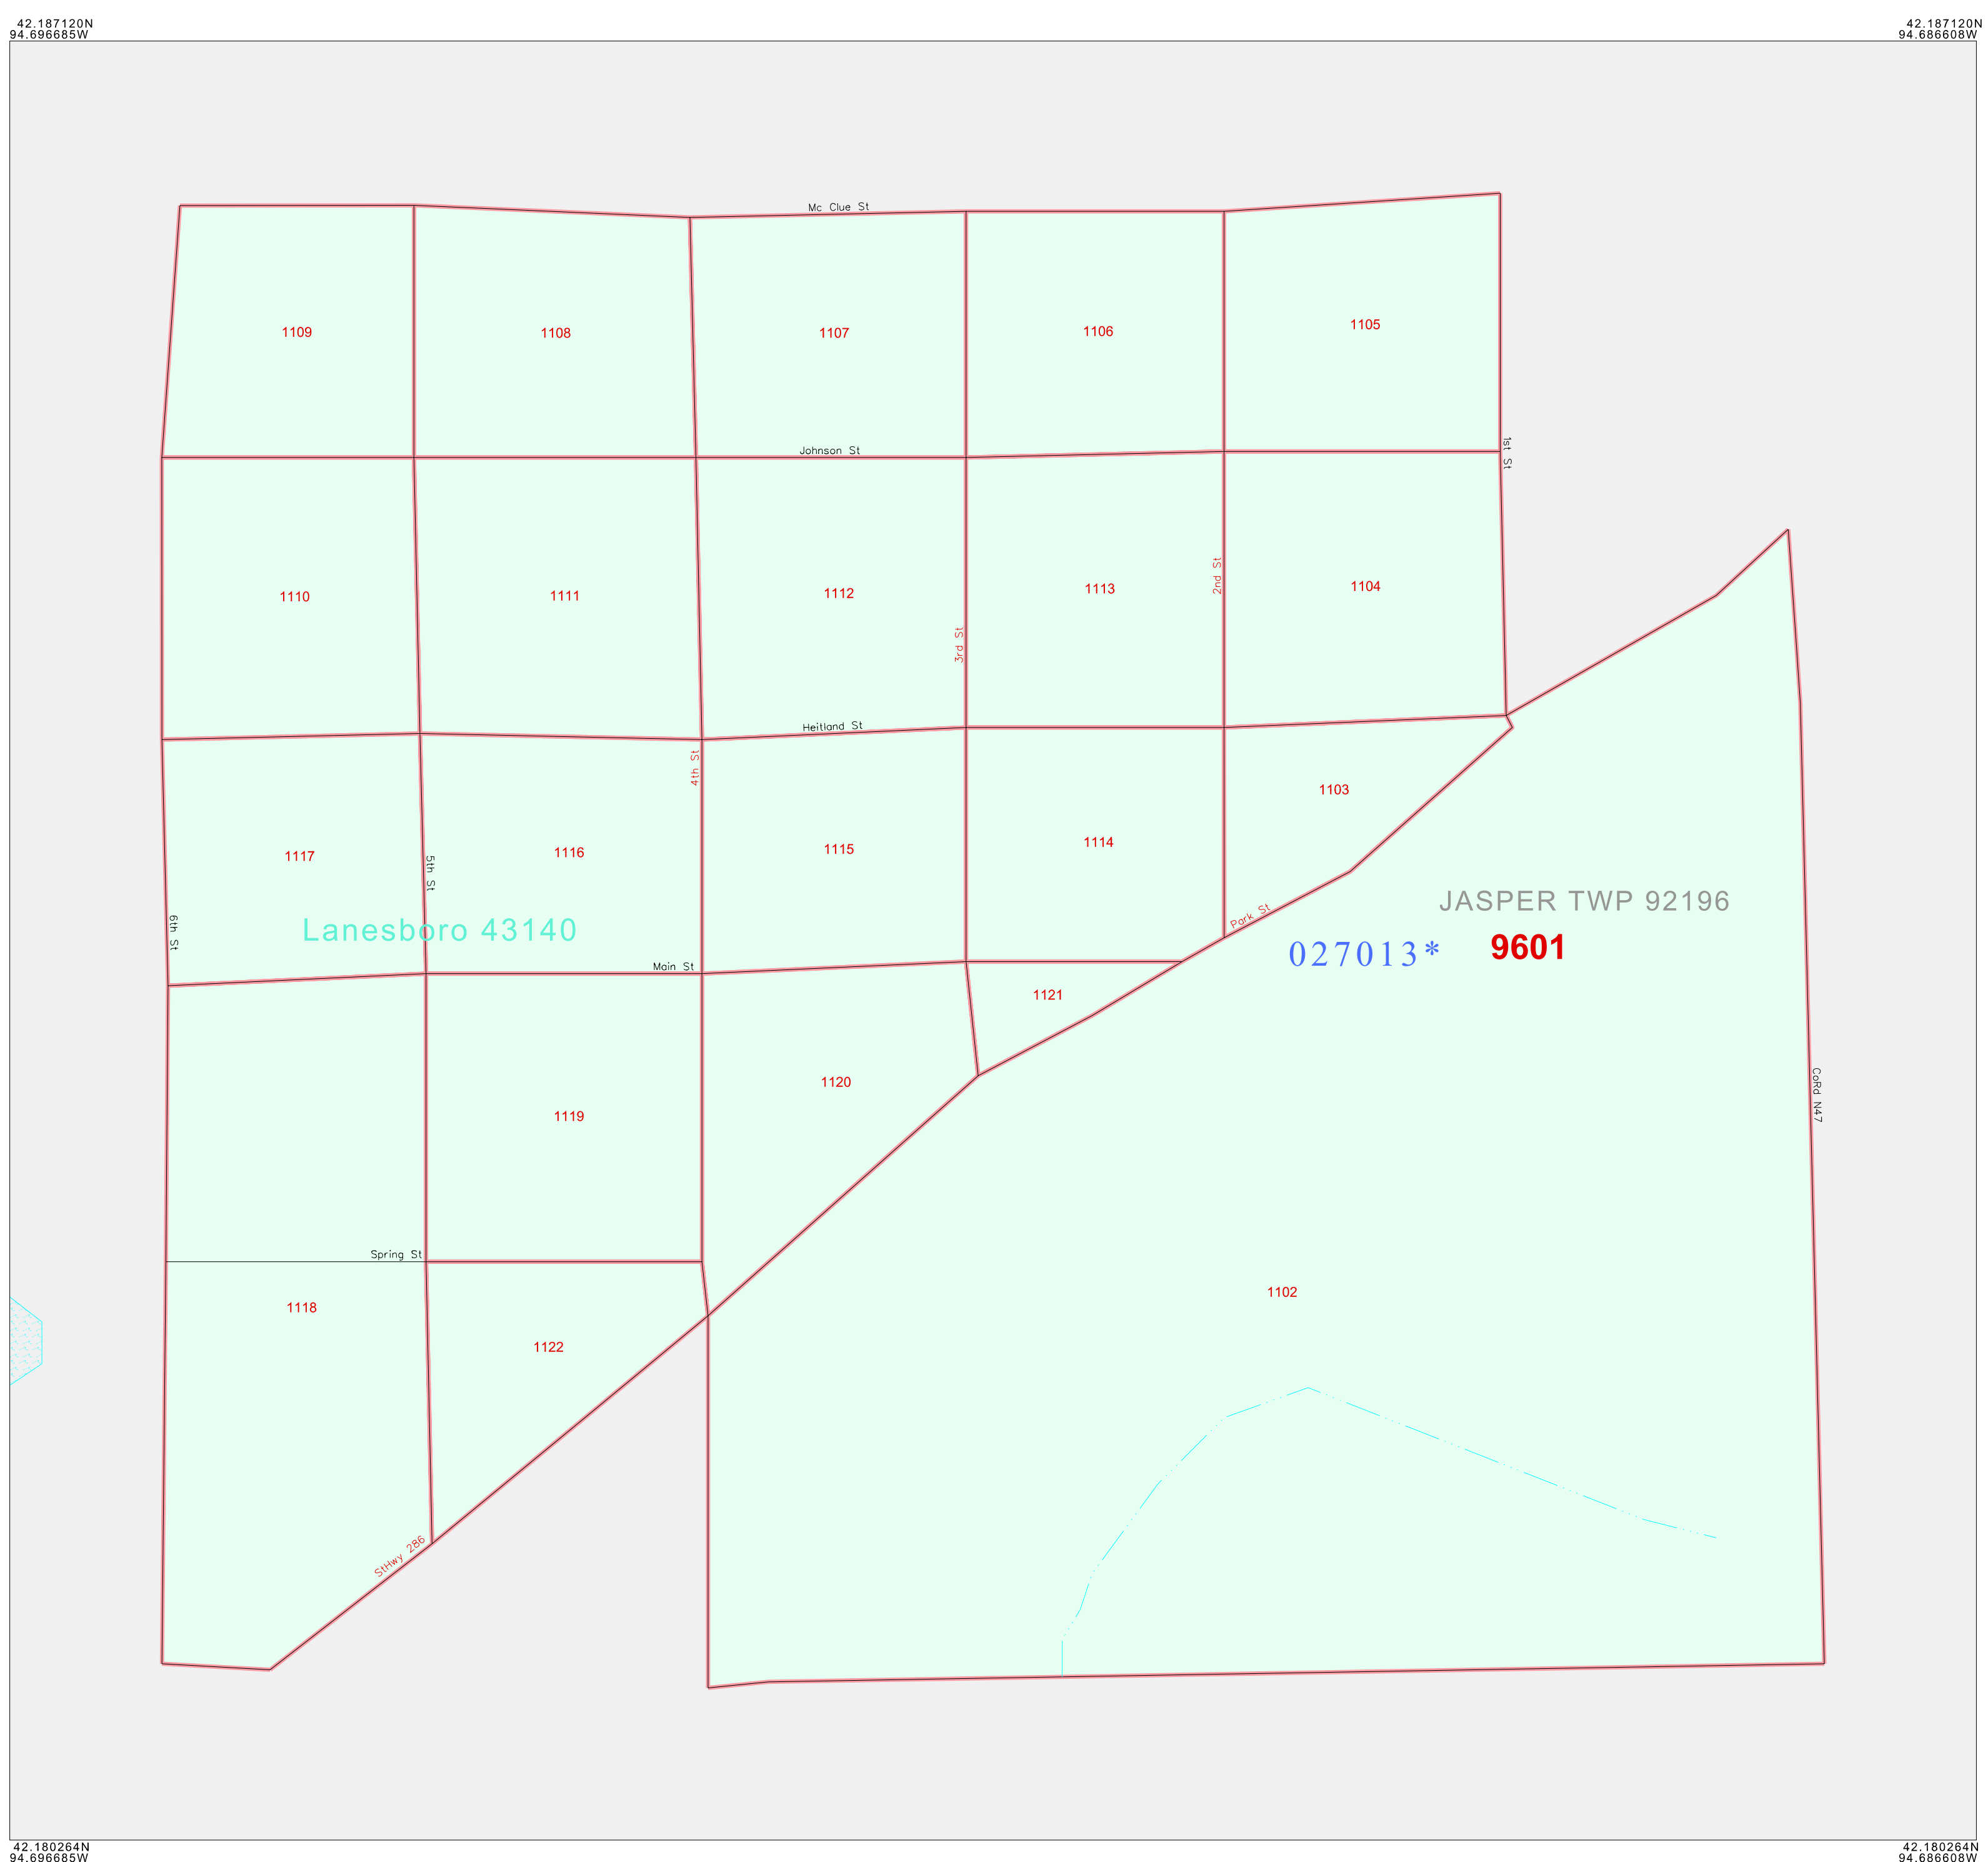 42.187120N
94.696685W
42.187120N
94.686608W
Mc Clue St
1109
1108
1107
1106
1105
Johnson St
1st St
1110
1111
1112
1113
2nd St
1104
3rd St
Heitland St
4th St
1103
1117
5th St
1116
1115
1114
6th St
Lanesboro 43140
Park St
JASPER TWP 92196
027013*
9601
Main St
1121
1120
CoRd N47
1119
Spring St
1118
1122
1102
StHwy 286
42.180264N
94.696685W
42.180264N
94.686608W